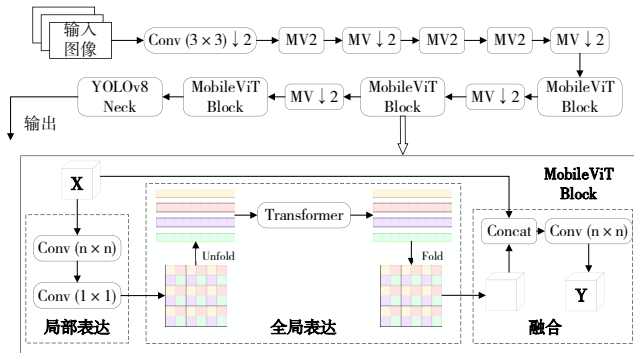 输入
图像
Conv (3 × 3) ↓ 2
MV2
MV ↓ 2
MV2
MV2
MV ↓ 2
YOLOv8
Neck
MobileViT
Block
MV ↓ 2
MobileViT
Block
MV ↓ 2
MobileViT
Block
输出
X
MobileViT
Block
Transformer
Conv (n × n)
Unfold
Fold
Concat
Conv (n × n)
Conv (1 × 1)
Y
局部表达
全局表达
融合